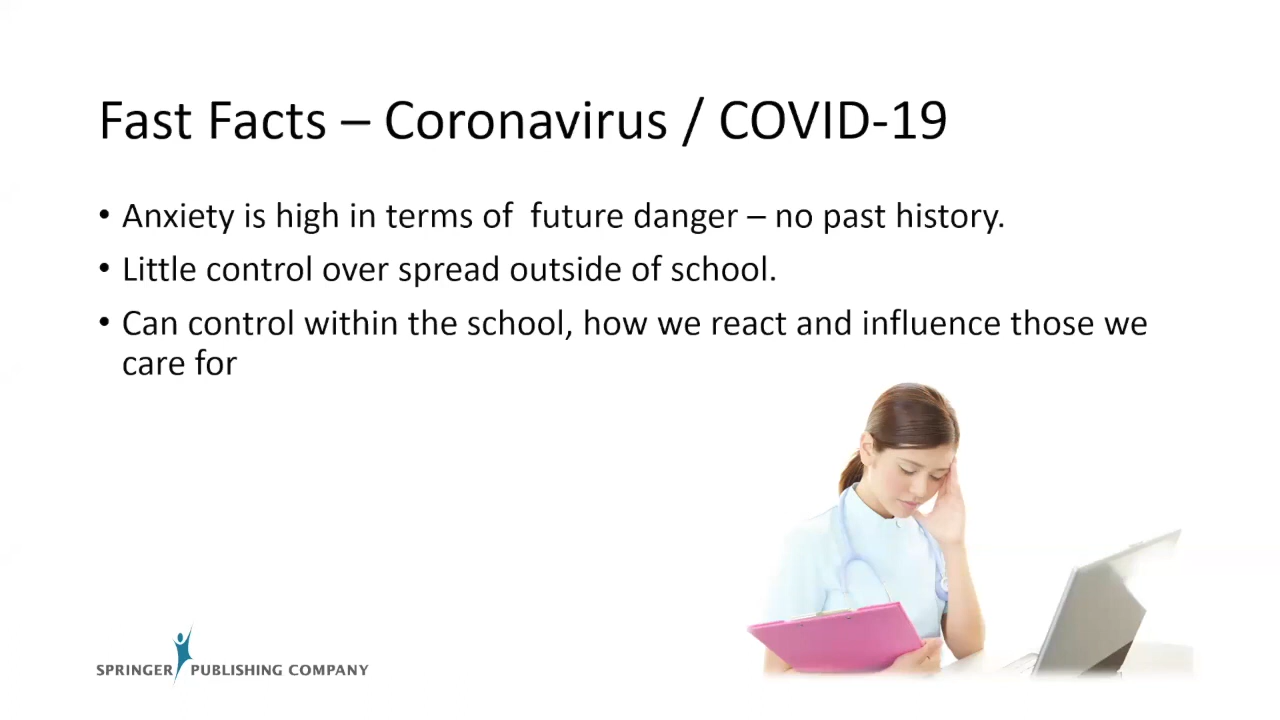 Fast Facts – Coronavirus / COVID-19
• Anxiety is high in terms of  future danger – no past history.
• Little control over spread outside of school.
• Can control within the school, how we react and influence those we
care for
SPRINGER PUBLISHING COMPANY